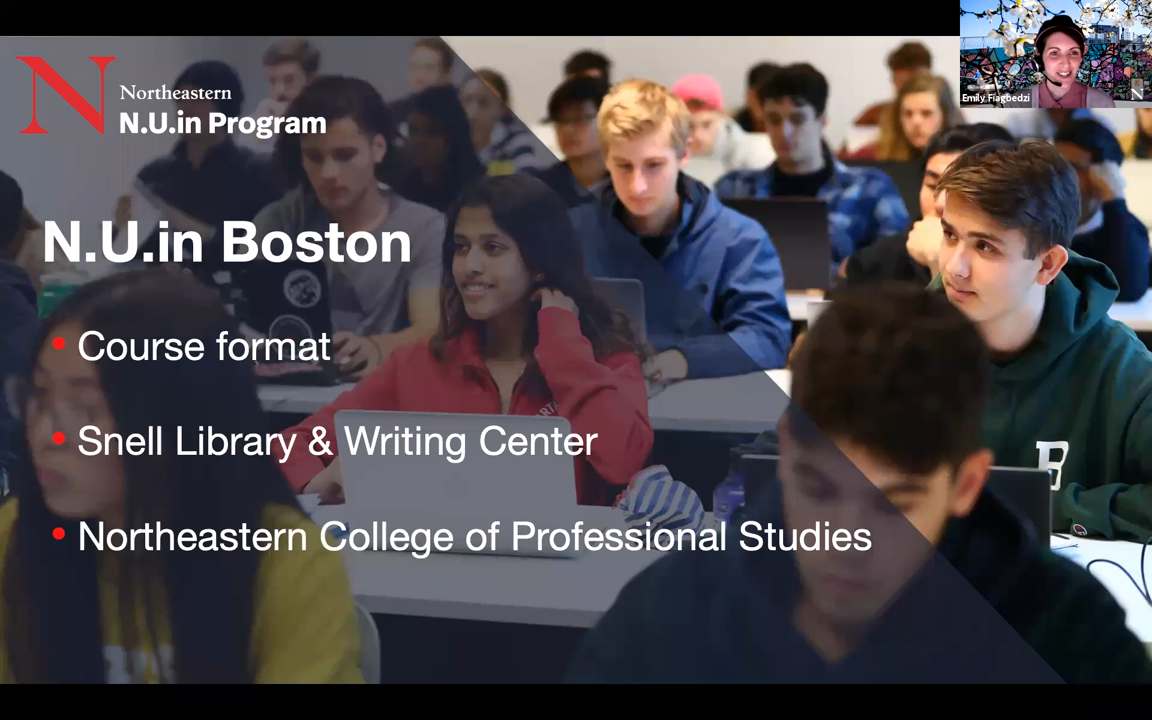 N
Northeastern
N.U.in Program
Emily. Fiagbedzi
N
N.U.in Boston
• Course format
• Snell Library & Writing Center
• Northeastern College of Professional Studies
B